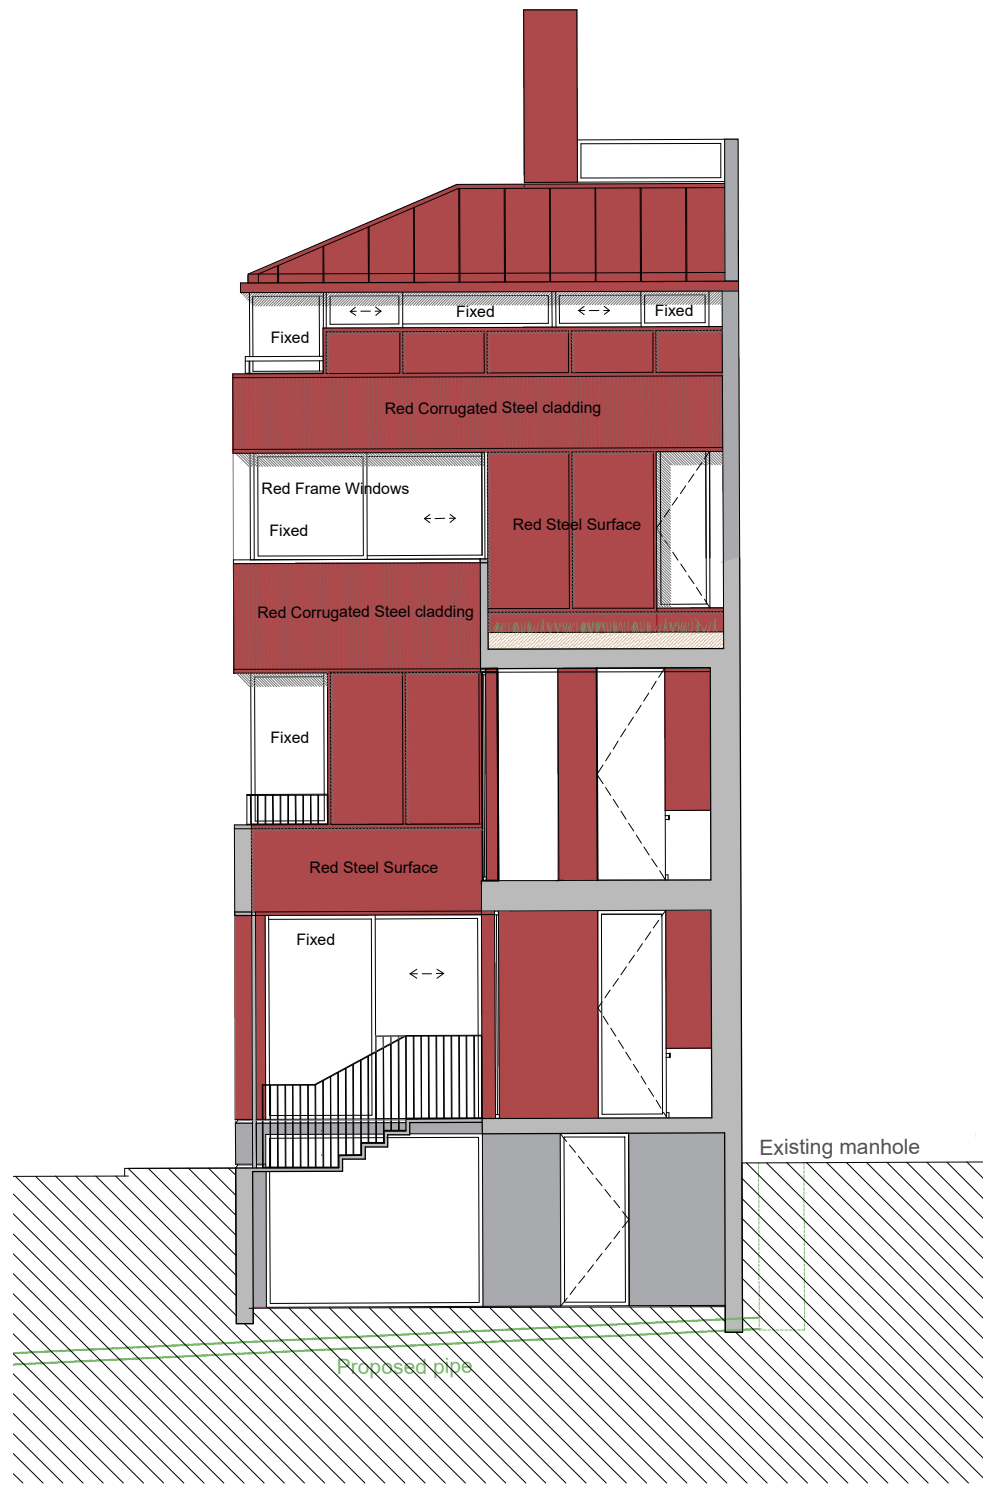 Fixed
Fixed
Fixed
Red Corrugated Steel cladding
Red Frame Windows
Fixed
Red Steel Surface
Red Corrugated Steel cladding
Fixed
Red Steel Surface
Fixed
Existing manhole
Proposed pipe